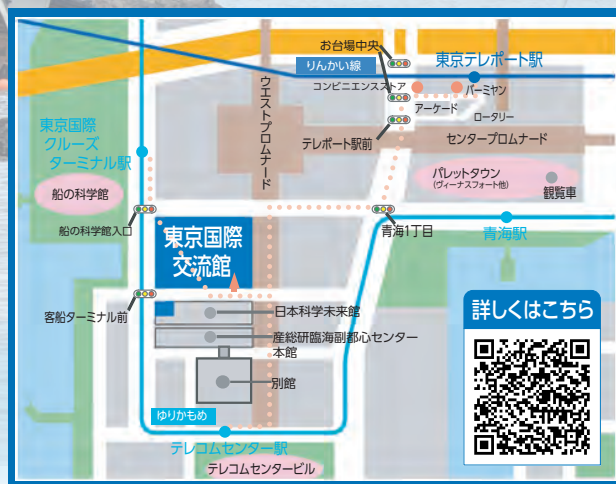 お台場中央
りんかい線
東京テレポート駅
コンビニエンスストア
バーミヤン
アーケード
ロータリー
ウエストプロムナード
テレポート駅前
センタープロムナード
東京国際
クルーズ
ターミナル駅
パレットタウン
(ヴィーナスフォート他)
観覧車
船の科学館
船の科学館入口
青海1丁目
青海駅
東京国際
交流館
客船ターミナル前
日本科学未来館
産総研臨海副都心センター
本館
別館
ゆりかもめ
テレコムセンター駅
テレコムセンタービル
詳しくはこちら